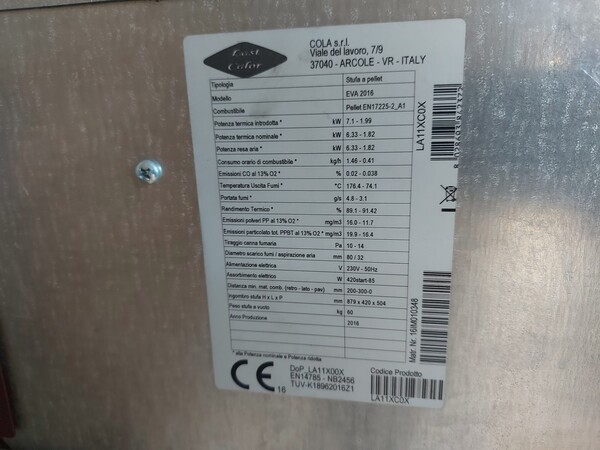 East Color
COLA s.r.l.
Viale del lavoro, 7/9
37040 - ARCOLE - VR - ITALY
Tipologia Stufa a pellet
Modello EVA 2016
Combustibile Pellet EN17225-2_A1
Potenza termica introdotta * kW 7.1 - 1.99
Potenza termica nominale * kW 6.33 - 1.82
Potenza resa aria * kW 6.33 - 1.82
Consumo orario di combustibile * kg/h 1.46 - 0.41
Emissioni CO al 13% O2 * % 0.02 - 0.038
Temperatura Uscita Fumi * °C 176.4 - 74.1
Portata fumi * g/s 4.8 - 3.1
Rendimento Termico * % 89.1 - 91.42
Emissioni polveri PP al 13% O2 * mg/m3 16.0 - 11.7
Emissioni particolato tot. PPBT al 13% O2 * mg/m3 19.9 - 16.4
Tiraggio canna fumaria Pa 10 - 14
Diametro scarico fumi / aspirazione aria mm 80 / 32
Alimentazione elettrica V 230V - 50Hz
Assorbimento elettrico W 420start-85
Distanza min. mat. comb. (retro - lato - pav) mm 200-300-0
Ingombro stufa H x L x P mm 879 x 420 x 504
Peso stufa a vuoto kg 60
Anno Produzione 2016
* alla Potenza nominale e Potenza ridotta
CE 16
DoP LA11X00X
EN14785 - NB2456
TUV-K18962016Z1
Codice Prodotto
LA11XC0X
LA11XC0X
Matr. Nr. 16IM010348